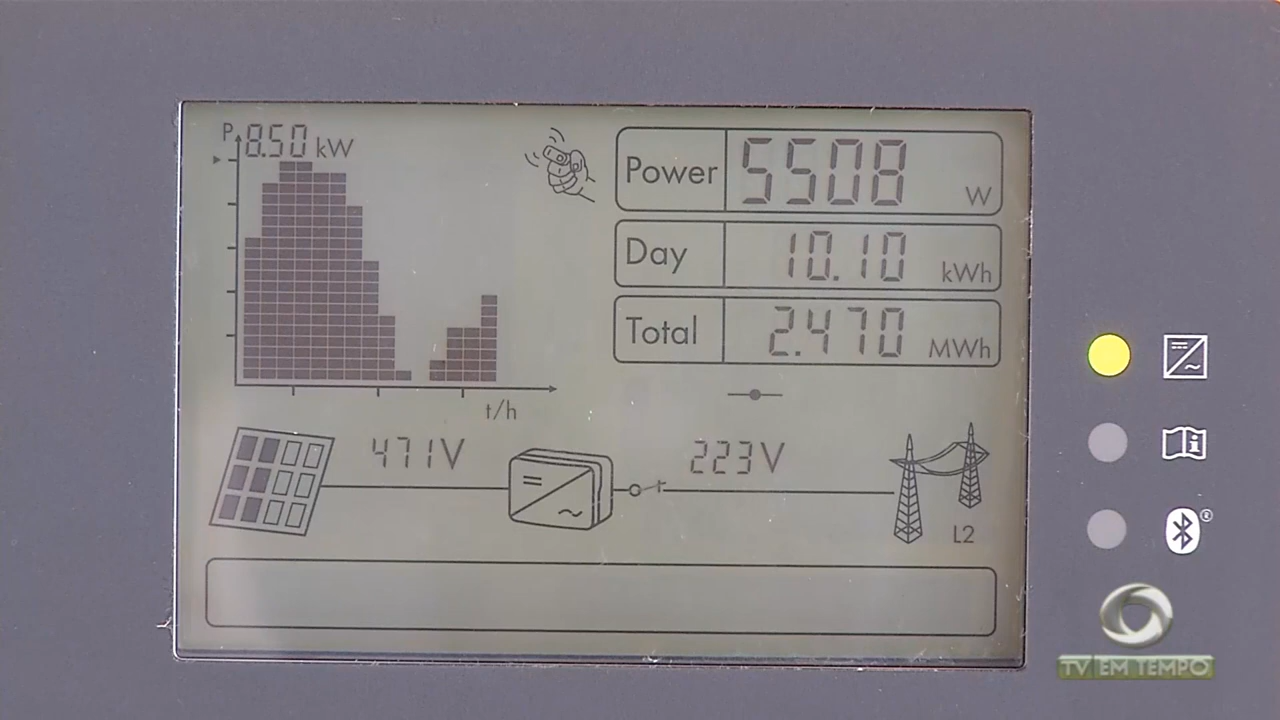 P 8.50 kW
Power 5508 W
Day 10.10 kWh
Total 2.470 MWh
t/h
471V
223V
L2
®
TV EM TEMPO